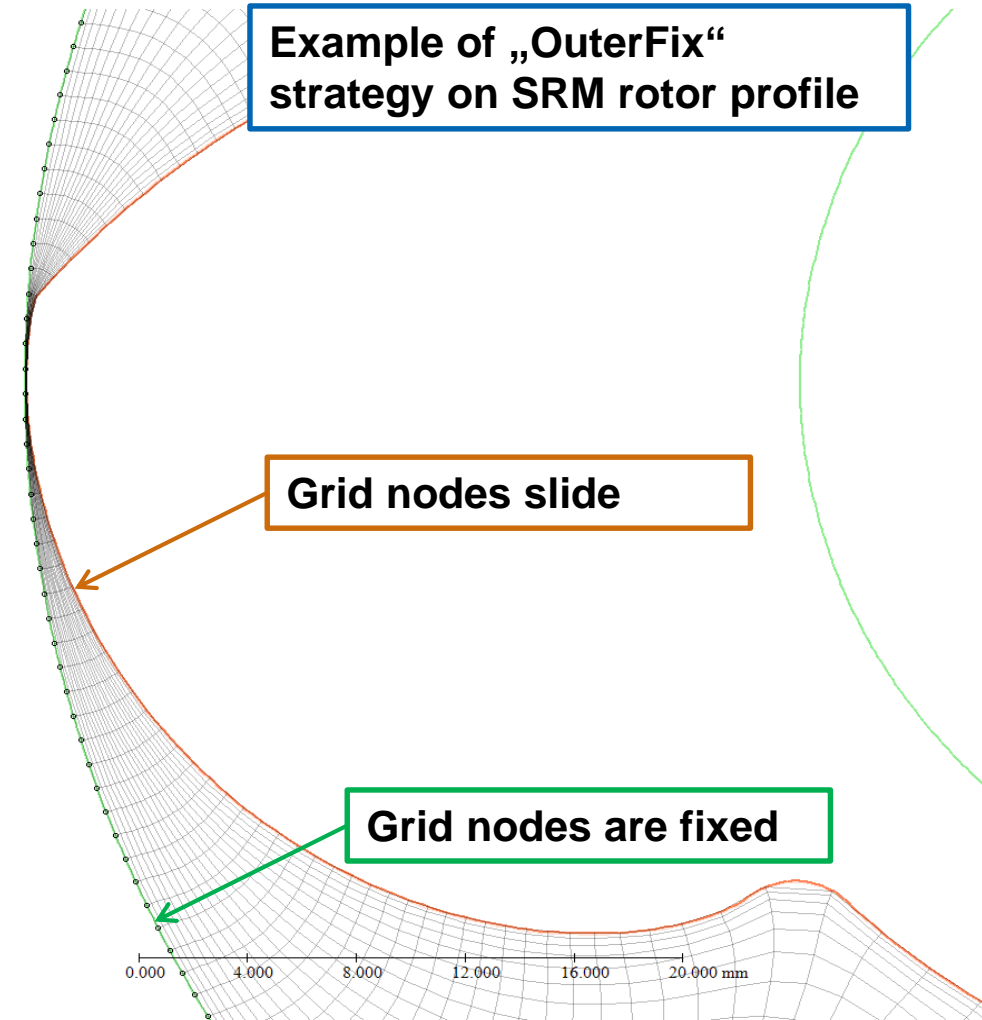 Example of „OuterFix“
strategy on SRM rotor profile
Grid nodes slide
Grid nodes are fixed
0.000 4.000 8.000 12.000 16.000 20.000 mm